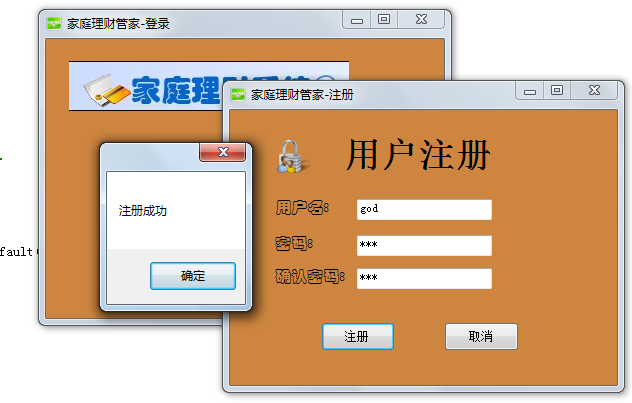 家庭理财管家-登录
家庭理财
家庭理财管家-注册
用户注册
用户名:
god
密码:
***
确认密码:
***
注册
取消
注册成功
确定
fault